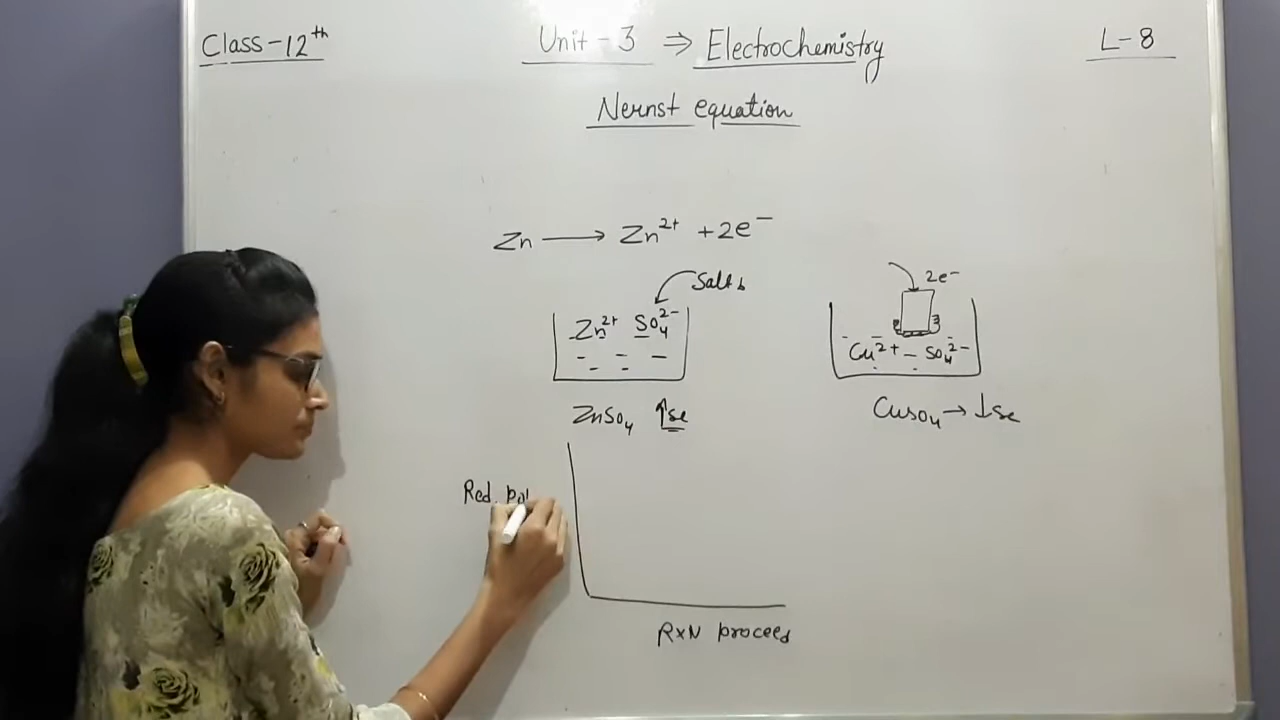 Class-12th
Unit - 3 ⇒ Electrochemistry
L-8
Nernst equation
Zn ⟶ Zn²⁺ + 2e⁻
Salt b
2e⁻
Zn²⁺ SO₄²⁻
Cu²⁺ – SO₄²⁻
ZnSO₄ ↑se
CuSO₄ → ↓se
Red. po
RxN proceed